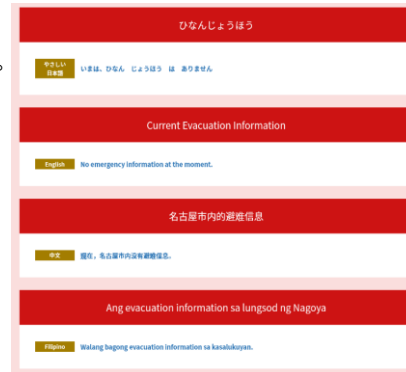 ひなんじょうほう
やさしい
日本語
いまは、ひなん　じょうほう　は　ありません
Current Evacuation Information
English
No emergency information at the moment.
名古屋市内的避难信息
中文
现在，名古屋市内没有避难信息。
Ang evacuation information sa lungsod ng Nagoya
Filipino
Walang bagong evacuation information sa kasalukuyan.